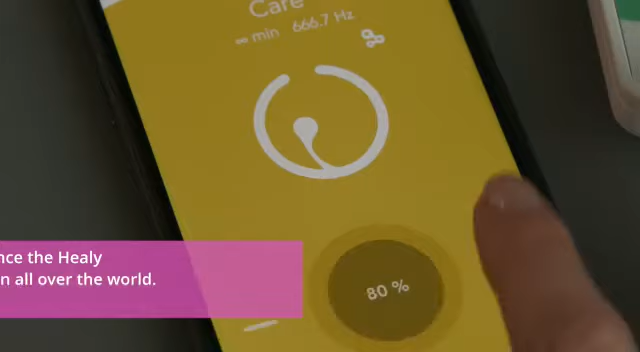 Care
∞ min 666.7 Hz
80 %
nce the Healy
n all over the world.